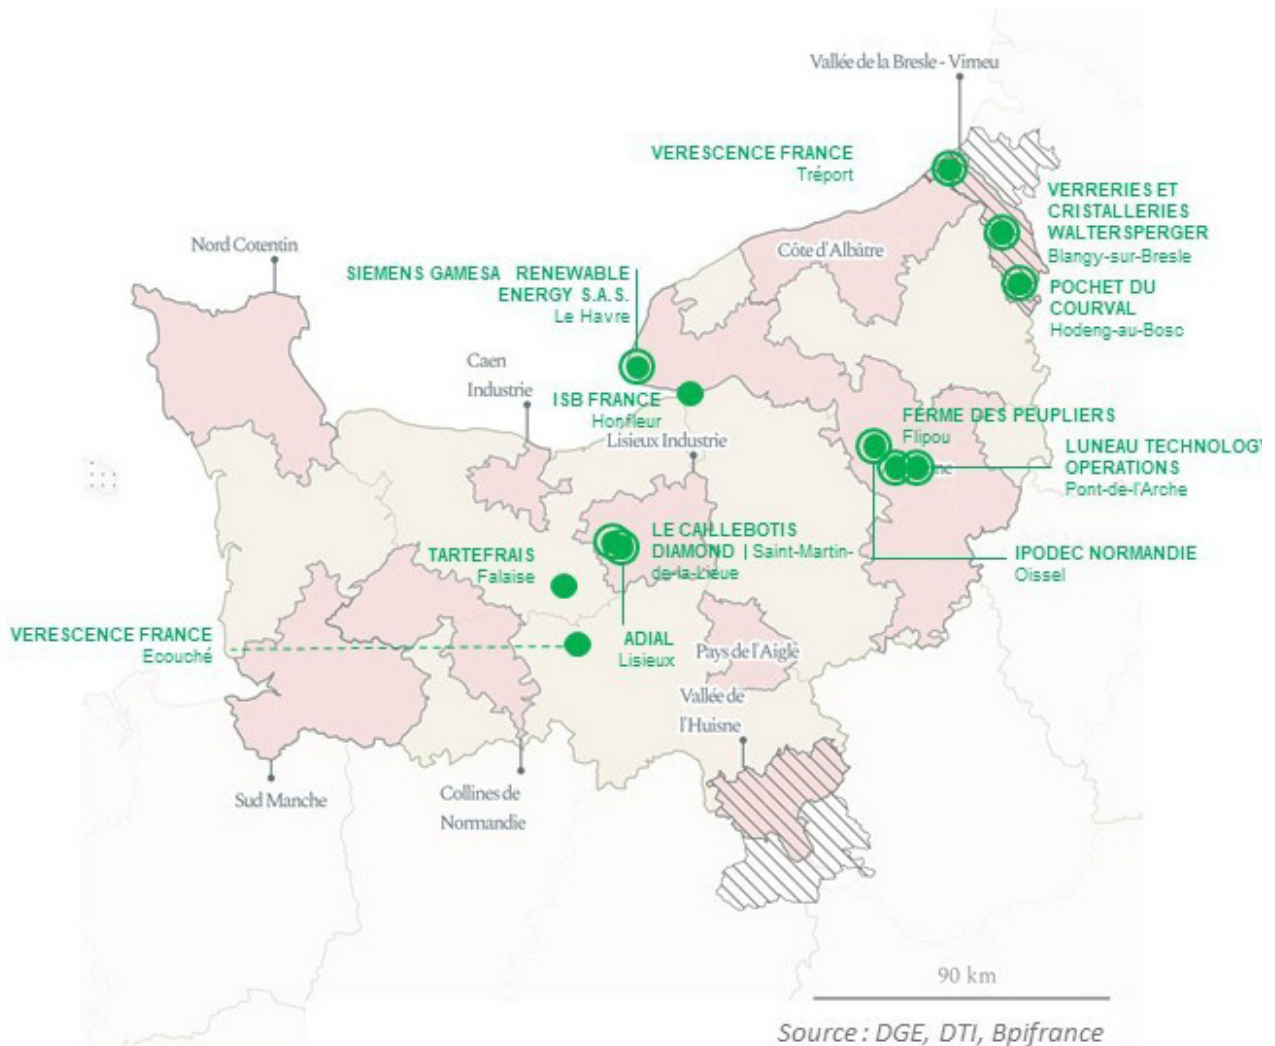 Vallée de la Bresle - Vimeu
VERESCENCE FRANCE
Tréport
VERRERIES ET
CRISTALLERIES
WALTERSPERGER
Blangy-sur-Bresle
Nord Cotentin
Côte d'Albâtre
SIEMENS GAMESA RENEWABLE
ENERGY S.A.S.
Le Havre
POCHET DU
COURVAL
Hodeng-au-Bosc
Caen
Industrie
ISB FRANCE
Honfleur
FERME DES PEUPLIERS
Flipou
Lisieux Industrie
LUNEAU TECHNOLOGY
OPERATIONS
Pont-de-l'Arche
LE CAILLEBOTIS
DIAMOND | Saint-Martin-
de-la-Lieue
TARTEFRAIS
Falaise
IPODEC NORMANDIE
Oissel
VERESCENCE FRANCE
Ecouché
ADIAL
Lisieux
Pays de l'Aigle
Vallée de
l'Huisne
Sud Manche
Collines de
Normandie
90 km
Source : DGE, DTI, Bpifrance